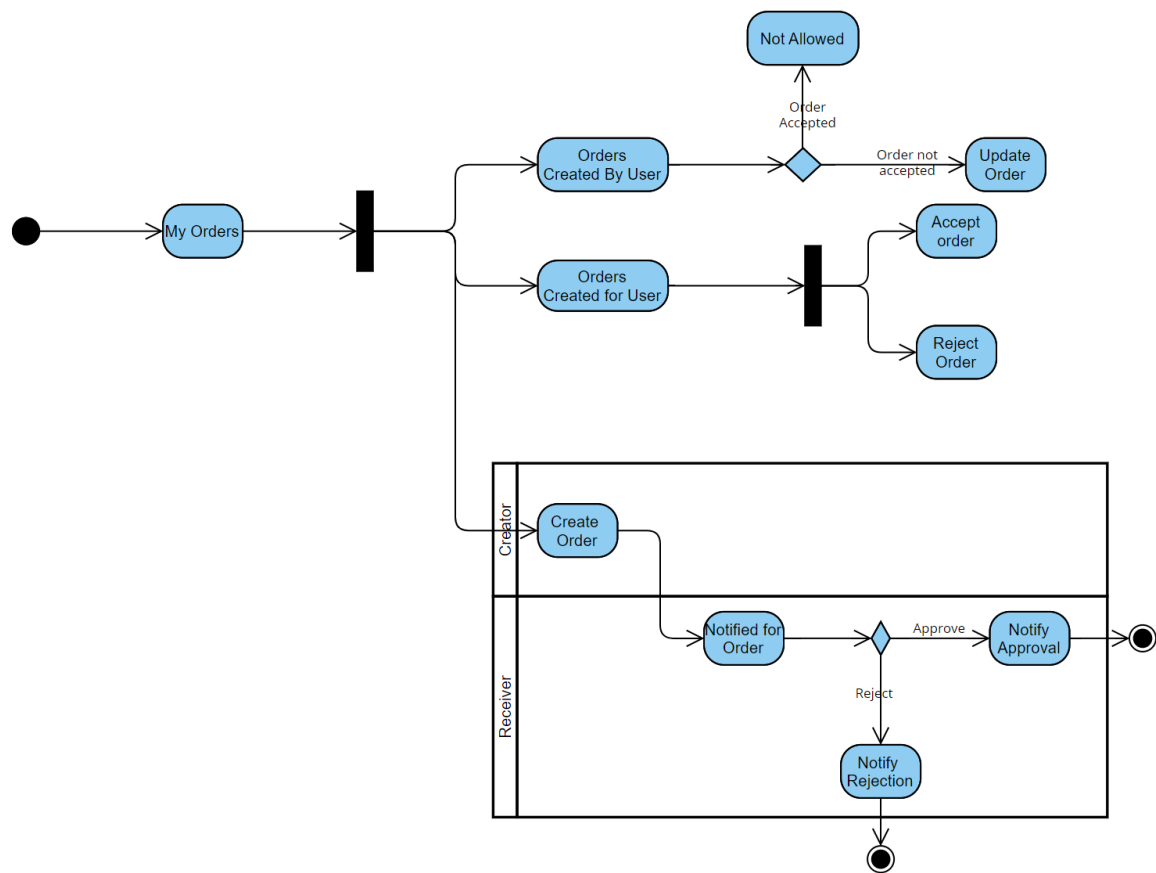 Not Allowed
Order
Accepted
Orders
Created By User
Order not
accepted
Update
Order
My Orders
Accept
order
Orders
Created for User
Reject
Order
Creator
Create
Order
Receiver
Notified for
Order
Approve
Notify
Approval
Reject
Notify
Rejection